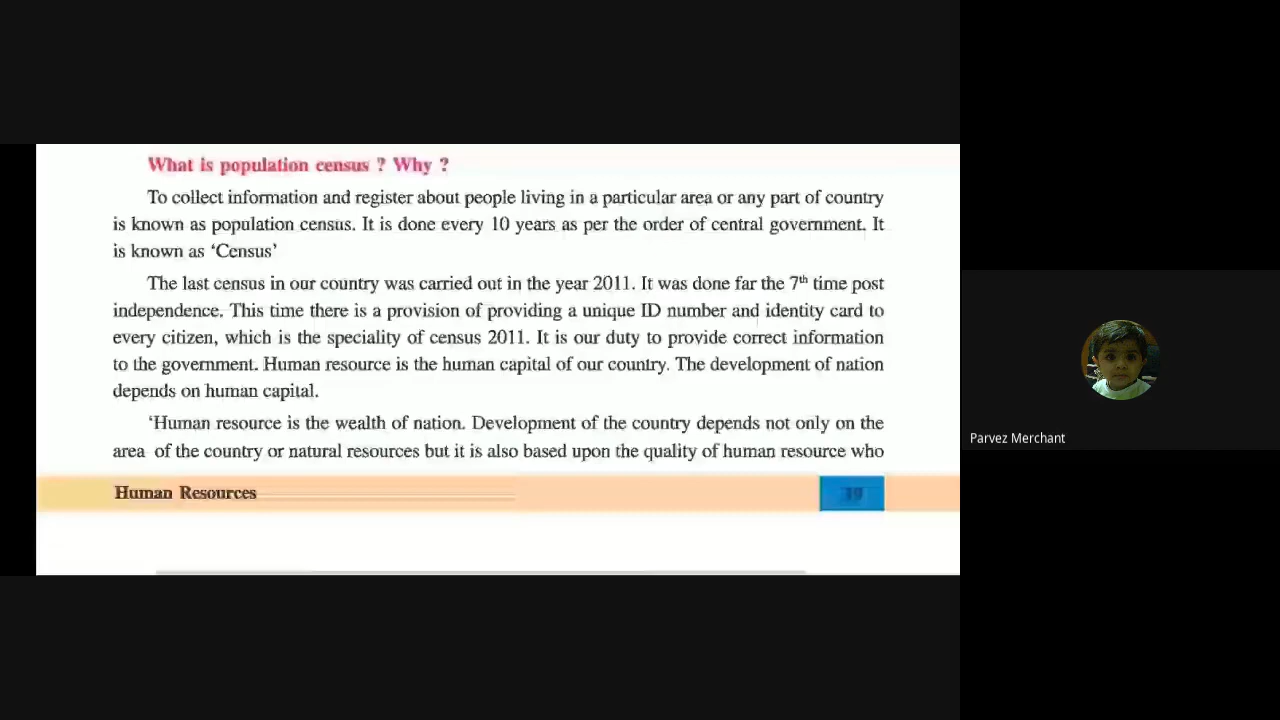 What is population census ? Why ?
To collect information and register about people living in a particular area or any part of country
is known as population census. It is done every 10 years as per the order of central government. It
is known as ‘Census’
The last census in our country was carried out in the year 2011. It was done far the 7th time post
independence. This time there is a provision of providing a unique ID number and identity card to
every citizen, which is the speciality of census 2011. It is our duty to provide correct information
to the government. Human resource is the human capital of our country. The development of nation
depends on human capital.
‘Human resource is the wealth of nation. Development of the country depends not only on the
area of the country or natural resources but it is also based upon the quality of human resource who
Human Resources
19
Parvez Merchant